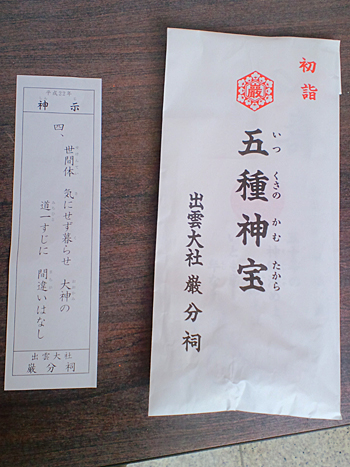 平成22年
神示
四、
世間体 気にせず暮らせ 大神の
道一すじに 間違いはなし
出雲大社
巌分祠
初詣
巌
五種神宝
いつ くさの かむ たから
出雲大社 巌分祠